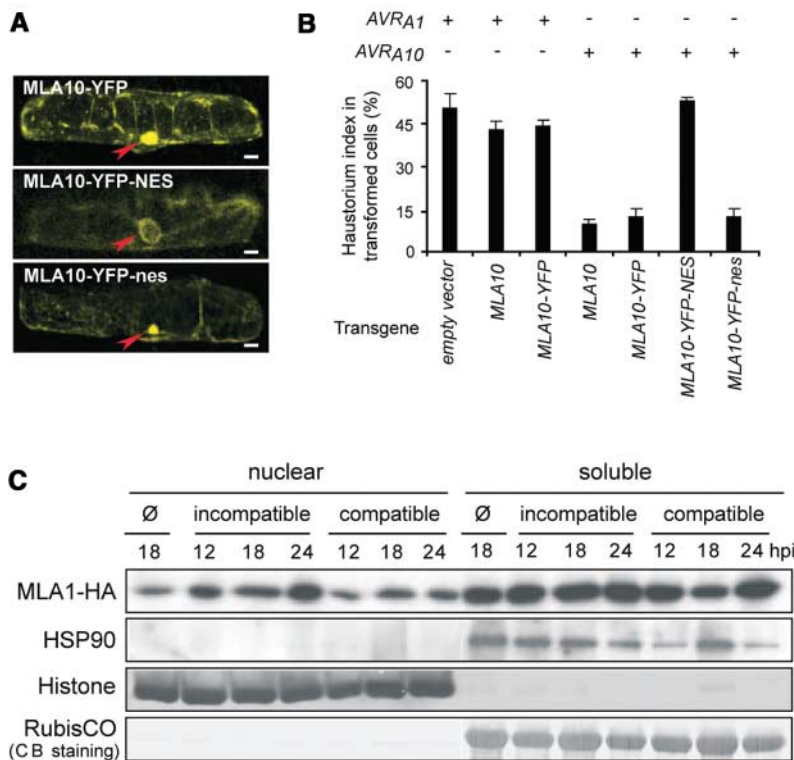 A
MLA10-YFP
MLA10-YFP-NES
MLA10-YFP-nes
B
AVRA1 + + + - - - -
AVRA10 - - - + + + +
Haustorium index in transformed cells (%)
60
45
30
15
0
Transgene
empty vector
MLA10
MLA10-YFP
MLA10
MLA10-YFP
MLA10-YFP-NES
MLA10-YFP-nes
C
nuclear soluble
Ø incompatible compatible Ø incompatible compatible
18 12 18 24 12 18 24 18 12 18 24 12 18 24 hpi
MLA1-HA
HSP90
Histone
RubisCO
(CB staining)